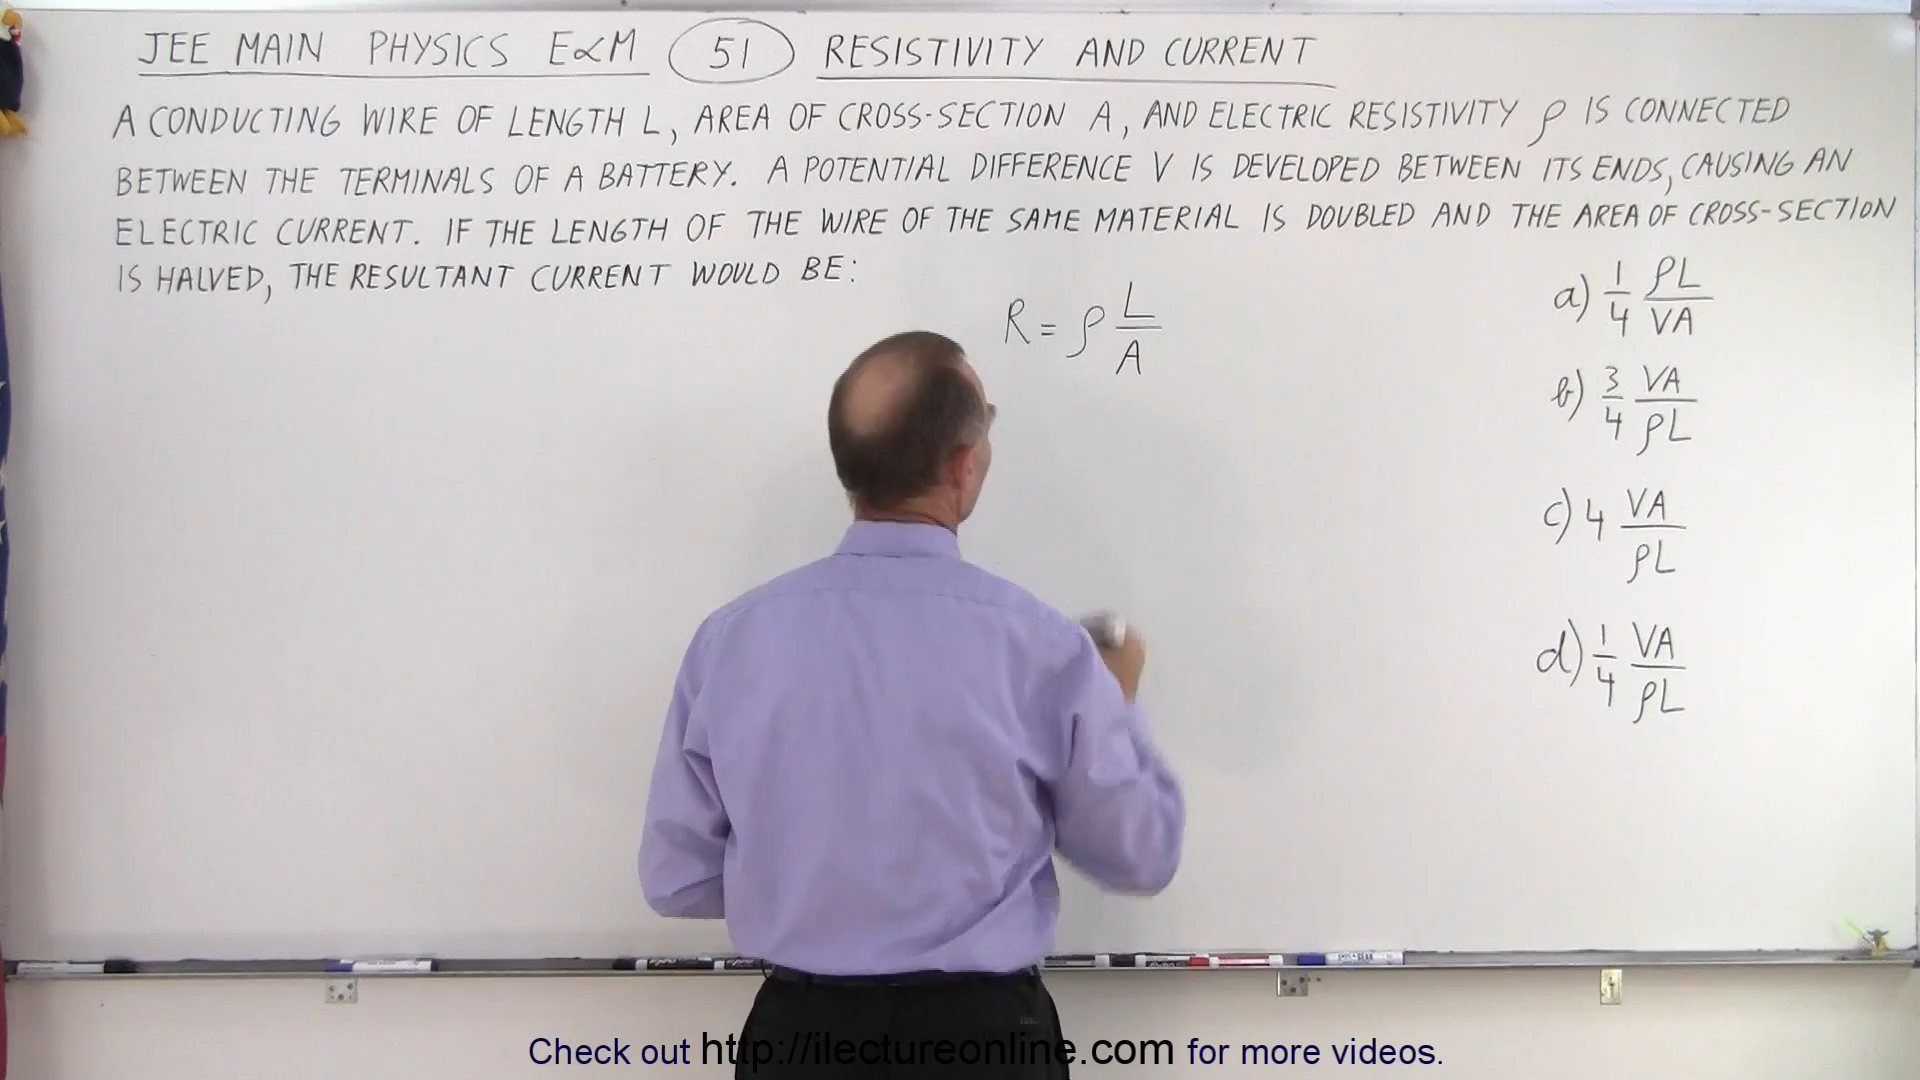 JEE MAIN PHYSICS E&M 51 RESISTIVITY AND CURRENT
A CONDUCTING WIRE OF LENGTH L, AREA OF CROSS-SECTION A, AND ELECTRIC RESISTIVITY ρ IS CONNECTED
BETWEEN THE TERMINALS OF A BATTERY. A POTENTIAL DIFFERENCE V IS DEVELOPED BETWEEN ITS ENDS, CAUSING AN
ELECTRIC CURRENT. IF THE LENGTH OF THE WIRE OF THE SAME MATERIAL IS DOUBLED AND THE AREA OF CROSS-SECTION
IS HALVED, THE RESULTANT CURRENT WOULD BE:
R = ρ L/A
a) 1/4 ρL/VA
b) 3/4 VA/ρL
c) 4 VA/ρL
d) 1/4 VA/ρL
Check out http://ilectureonline.com for more videos.